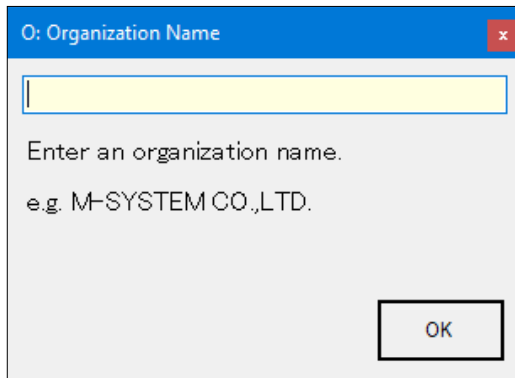 O: Organization Name
x
Enter an organization name.
e.g. M-SYSTEM CO.,LTD.
OK